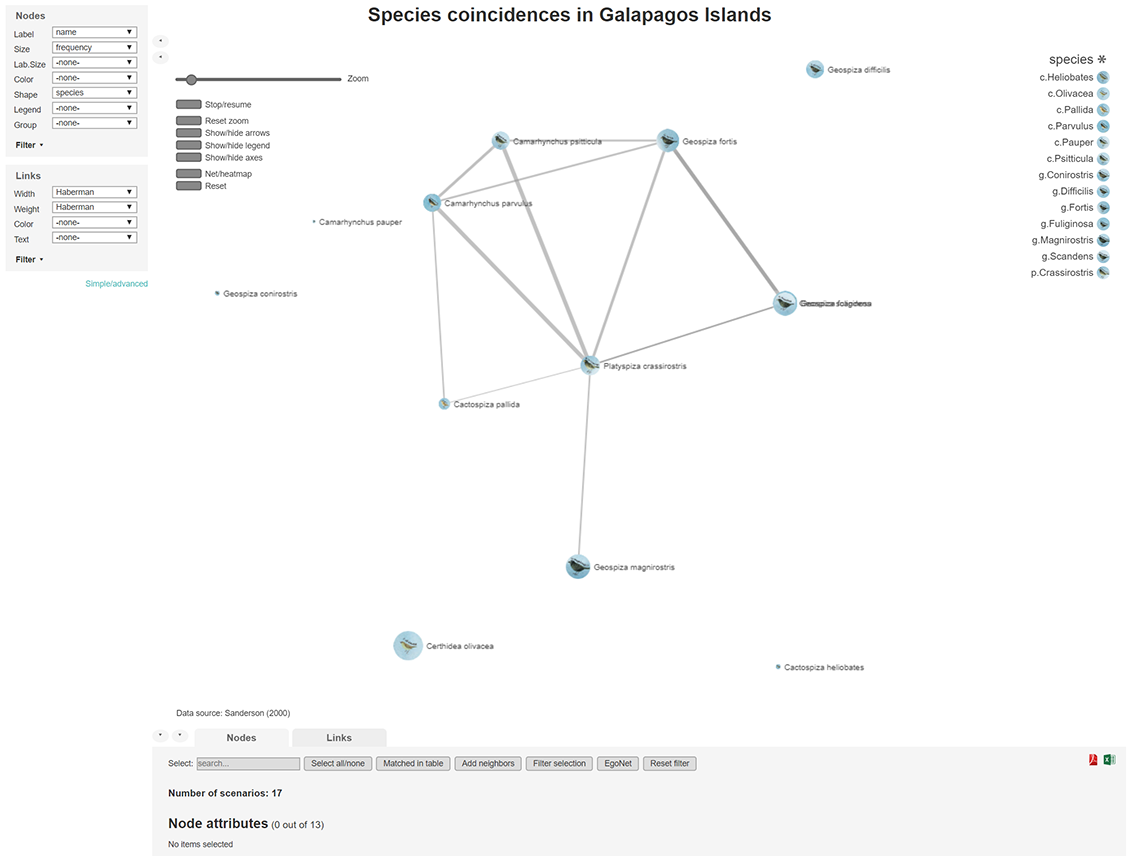 Species coincidences in Galapagos Islands
Nodes
Label name
Size frequency
Lab.Size -none-
Color -none-
Shape species
Legend -none-
Group -none-
Filter
Links
Width Haberman
Weight Haberman
Color -none-
Text -none-
Filter
Simple/advanced
Zoom
Stop/resume
Reset zoom
Show/hide arrows
Show/hide legend
Show/hide axes
Net/heatmap
Reset
Geospiza difficilis
Camarhynchus psitticula
Geospiza fortis
Camarhynchus parvulus
Camarhynchus pauper
Geospiza conirostris
Geospiza
Platyspiza crassirostris
Cactospiza pallida
Geospiza magnirostris
Certhidea olivacea
Cactospiza heliobates
species
c.Heliobates
c.Olivacea
c.Pallida
c.Parvulus
c.Pauper
c.Psitticula
g.Conirostris
g.Difficilis
g.Fortis
g.Fuliginosa
g.Magnirostris
g.Scandens
p.Crassirostris
Data source: Sanderson (2000)
Nodes Links
Select: search... Select all/none Matched in table Add neighbors Filter selection EgoNet Reset filter
Number of scenarios: 17
Node attributes (0 out of 13)
No items selected